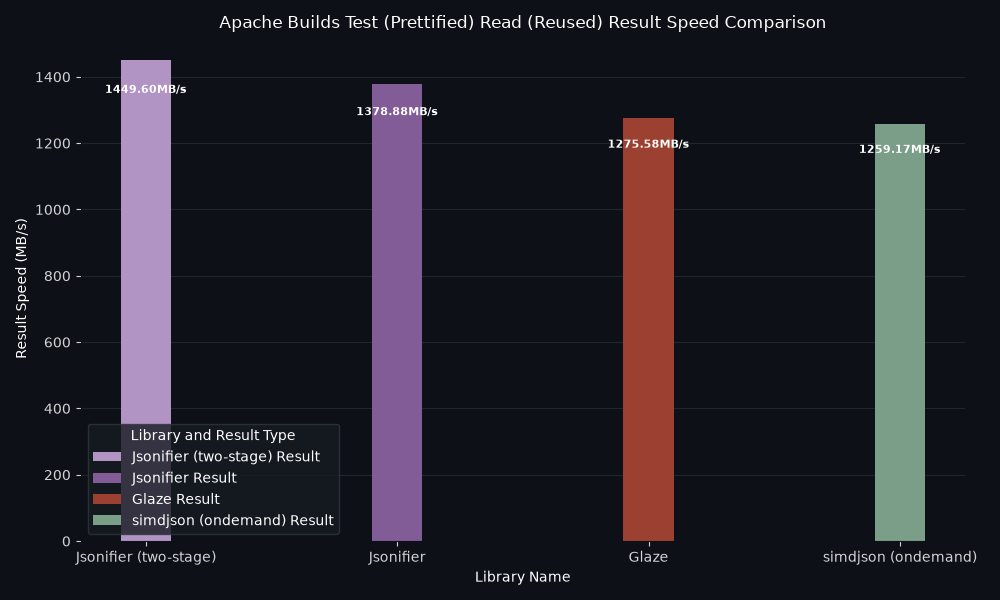 Apache Builds Test (Prettified) Read (Reused) Result Speed Comparison
Result Speed (MB/s)
1400
1200
1000
800
600
400
200
0
1449.60MB/s
1378.88MB/s
1275.58MB/s
1259.17MB/s
Library and Result Type
Jsonifier (two-stage) Result
Jsonifier Result
Glaze Result
simdjson (ondemand) Result
Jsonifier (two-stage)
Jsonifier
Glaze
simdjson (ondemand)
Library Name